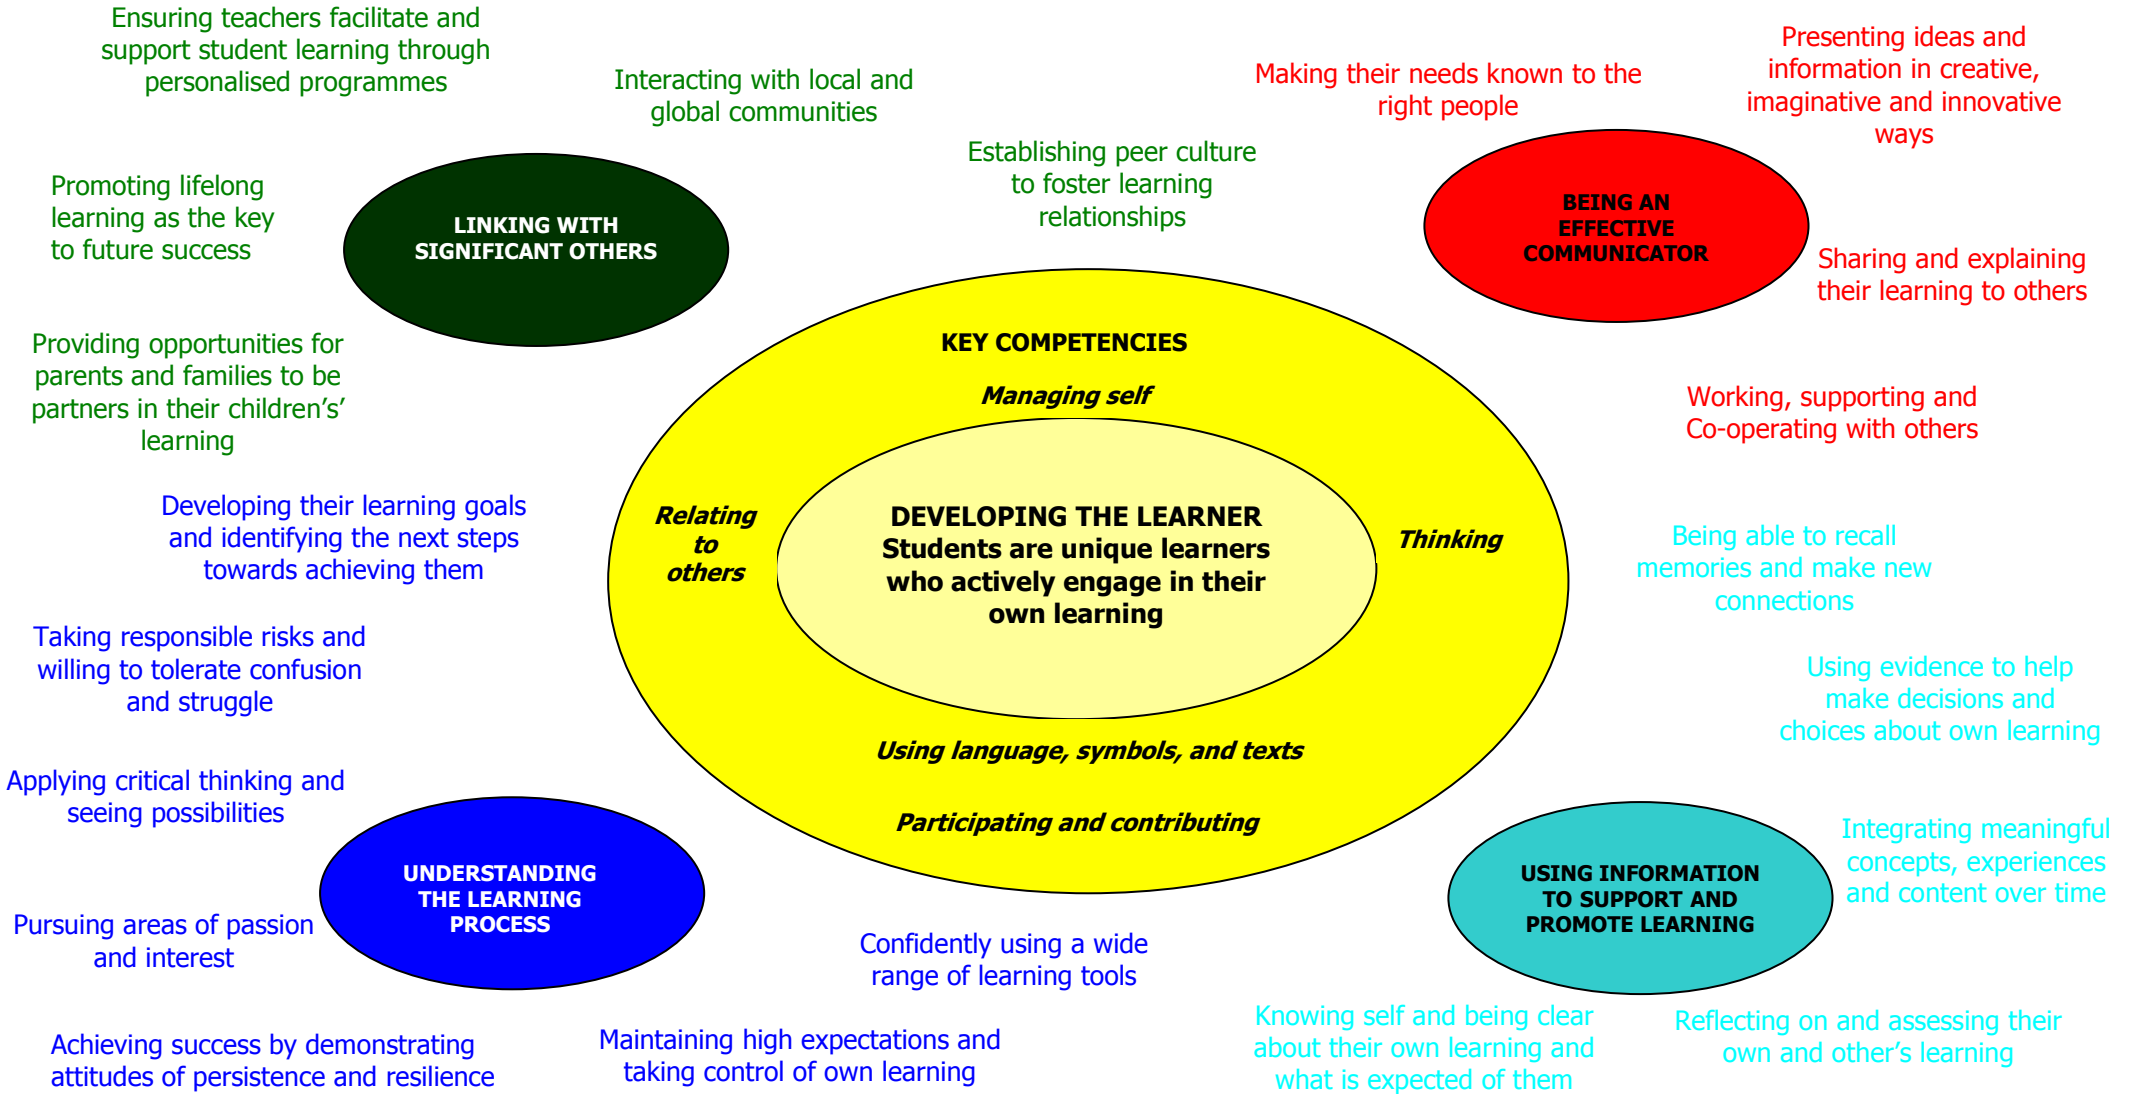 Ensuring teachers facilitate and
support student learning through
personalised programmes
Interacting with local and
global communities
Establishing peer culture
to foster learning
relationships
Promoting lifelong
learning as the key
to future success
LINKING WITH
SIGNIFICANT OTHERS
Providing opportunities for
parents and families to be
partners in their children's’
learning
Making their needs known to the
right people
Presenting ideas and
information in creative,
imaginative and innovative
ways
BEING AN
EFFECTIVE
COMMUNICATOR
Sharing and explaining
their learning to others
Working, supporting and
Co-operating with others
KEY COMPETENCIES
Managing self
Relating
to
others
DEVELOPING THE LEARNER
Students are unique learners
who actively engage in their
own learning
Thinking
Using language, symbols, and texts
Participating and contributing
Developing their learning goals
and identifying the next steps
towards achieving them
Taking responsible risks and
willing to tolerate confusion
and struggle
Applying critical thinking and
seeing possibilities
UNDERSTANDING
THE LEARNING
PROCESS
Pursuing areas of passion
and interest
Achieving success by demonstrating
attitudes of persistence and resilience
Maintaining high expectations and
taking control of own learning
Confidently using a wide
range of learning tools
Being able to recall
memories and make new
connections
Using evidence to help
make decisions and
choices about own learning
USING INFORMATION
TO SUPPORT AND
PROMOTE LEARNING
Integrating meaningful
concepts, experiences
and content over time
Knowing self and being clear
about their own learning and
what is expected of them
Reflecting on and assessing their
own and other's learning